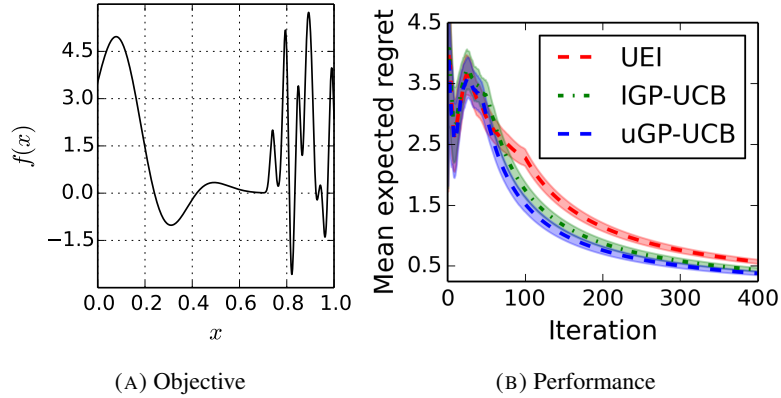 f(x)
4.5
3.0
1.5
0.0
−1.5
0.0 0.2 0.4 0.6 0.8 1.0
x
(A) Objective
Mean expected regret
4.5
3.5
2.5
1.5
0.5
UEI
IGP-UCB
uGP-UCB
0 100 200 300 400
Iteration
(B) Performance